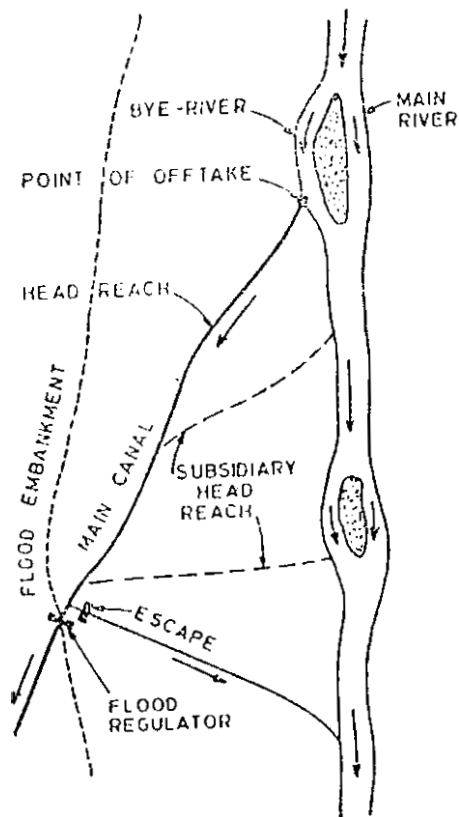 BYE-RIVER
MAIN
RIVER
POINT OF OFFTAKE
HEAD REACH
FLOOD EMBANKMENT
MAIN CANAL
SUBSIDIARY
HEAD
REACH
ESCAPE
FLOOD
REGULATOR